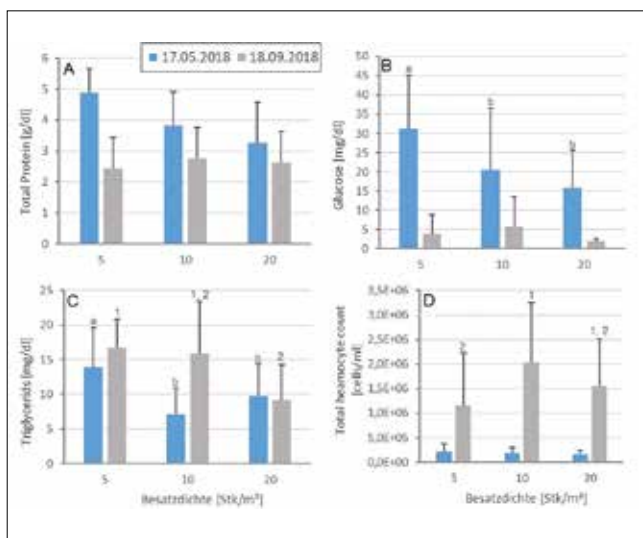 17.05.2018 18.09.2018
A
Total Protein [g/dl]
6
5
4
3
2
1
0
5 10 20
B
Glucose [mg/dl]
50
45
40
35
30
25
20
15
10
5
0
a b b
5 10 20
C
Triglycerids [mg/dl]
25
20
15
10
5
0
a 1 b 1, 2 2
5 10 20
Besatzdichte [Stk/m²]
D
Total heamocyte count
[cells/ml]
3,5E+06
3,0E+06
2,5E+06
2,0E+06
1,5E+06
1,0E+06
5,0E+05
0,0E+00
2 1 1, 2
5 10 20
Besatzdichte [Stk/m²]